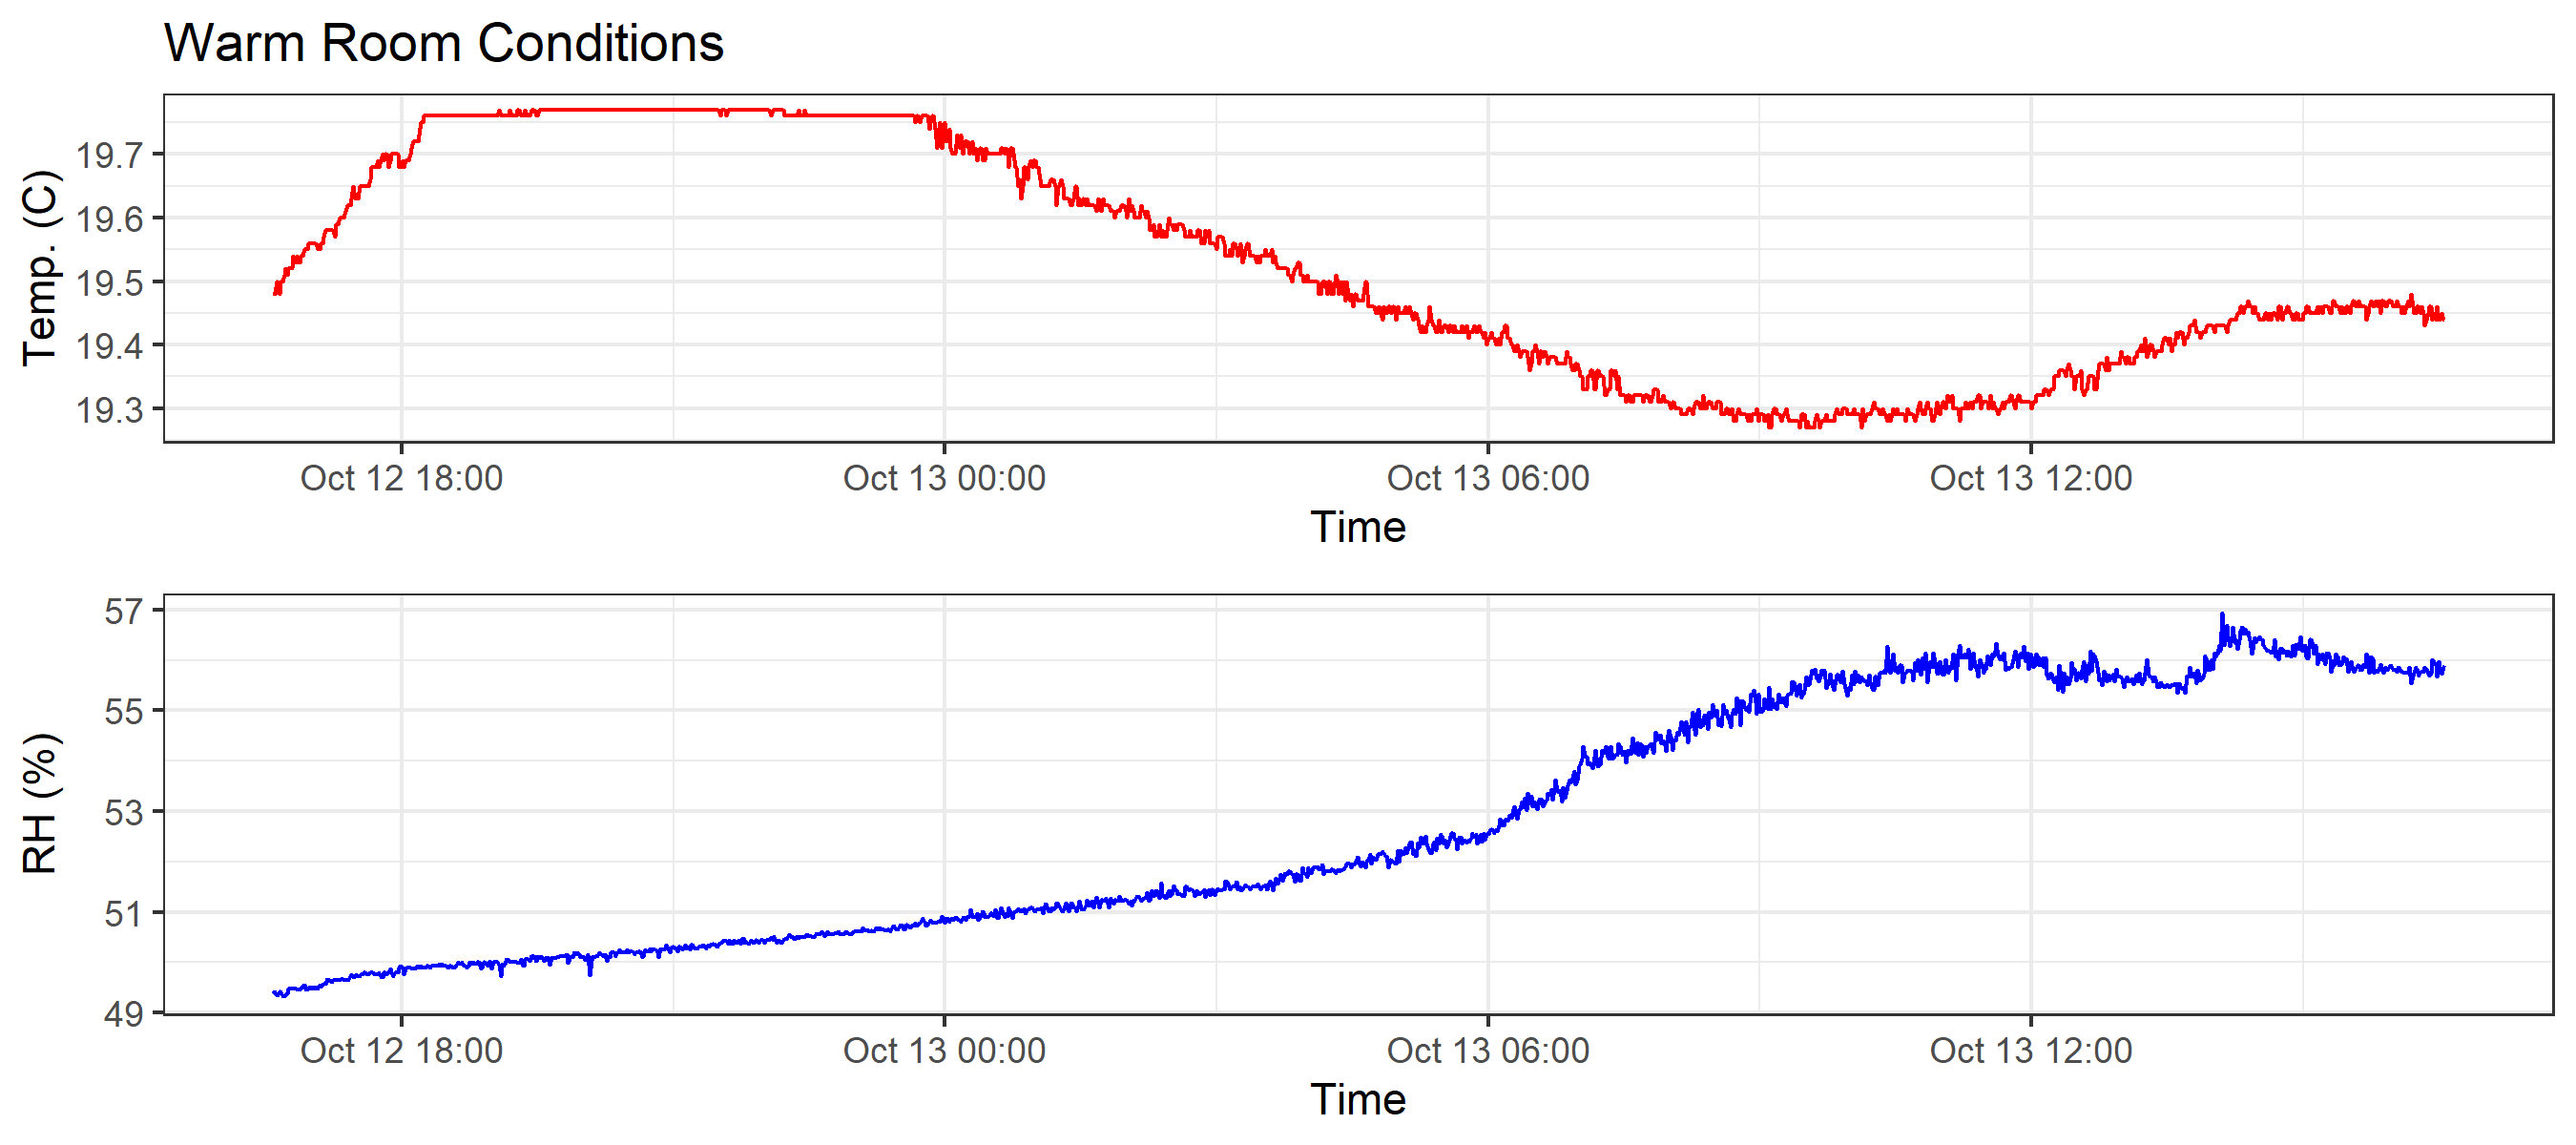 Warm Room Conditions
Temp. (C)
19.7
19.6
19.5
19.4
19.3
Oct 12 18:00 Oct 13 00:00 Oct 13 06:00 Oct 13 12:00
Time
RH (%)
57
55
53
51
49
Oct 12 18:00 Oct 13 00:00 Oct 13 06:00 Oct 13 12:00
Time